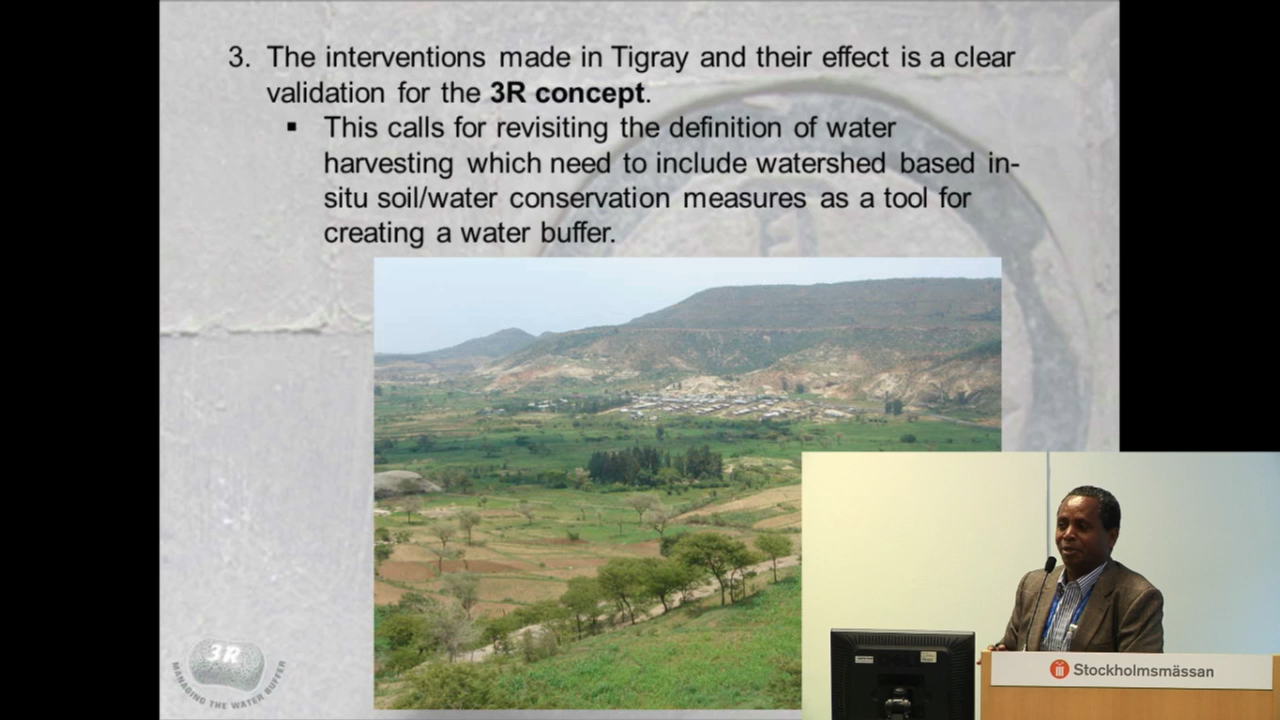 3. The interventions made in Tigray and their effect is a clear
validation for the 3R concept.
▪ This calls for revisiting the definition of water
harvesting which need to include watershed based in-
situ soil/water conservation measures as a tool for
creating a water buffer.
3R
MANAGING THE WATER BUFFER
Stockholmsmässan